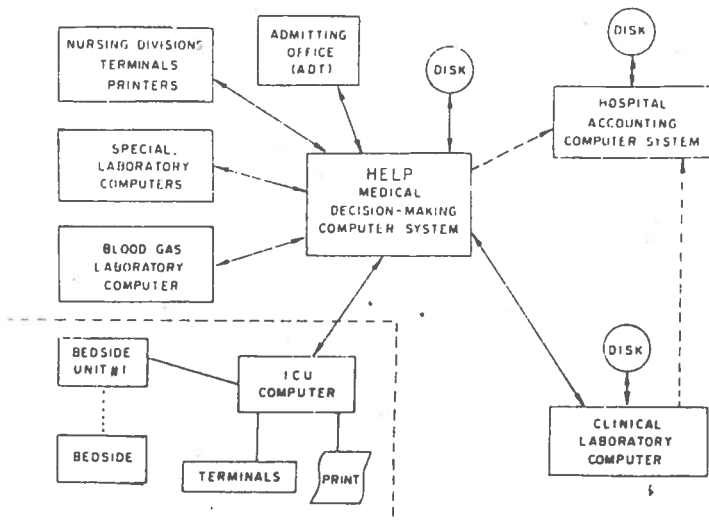 NURSING DIVISIONS
TERMINALS
PRINTERS
ADMITTING
OFFICE
(ADT)
DISK
DISK
HOSPITAL
ACCOUNTING
COMPUTER SYSTEM
SPECIAL.
LABORATORY
COMPUTERS
HELP
MEDICAL
DECISION-MAKING
COMPUTER SYSTEM
BLOOD GAS
LABORATORY
COMPUTER
BEDSIDE
UNIT #1
ICU
COMPUTER
DISK
BEDSIDE
TERMINALS
PRINT
CLINICAL
LABORATORY
COMPUTER